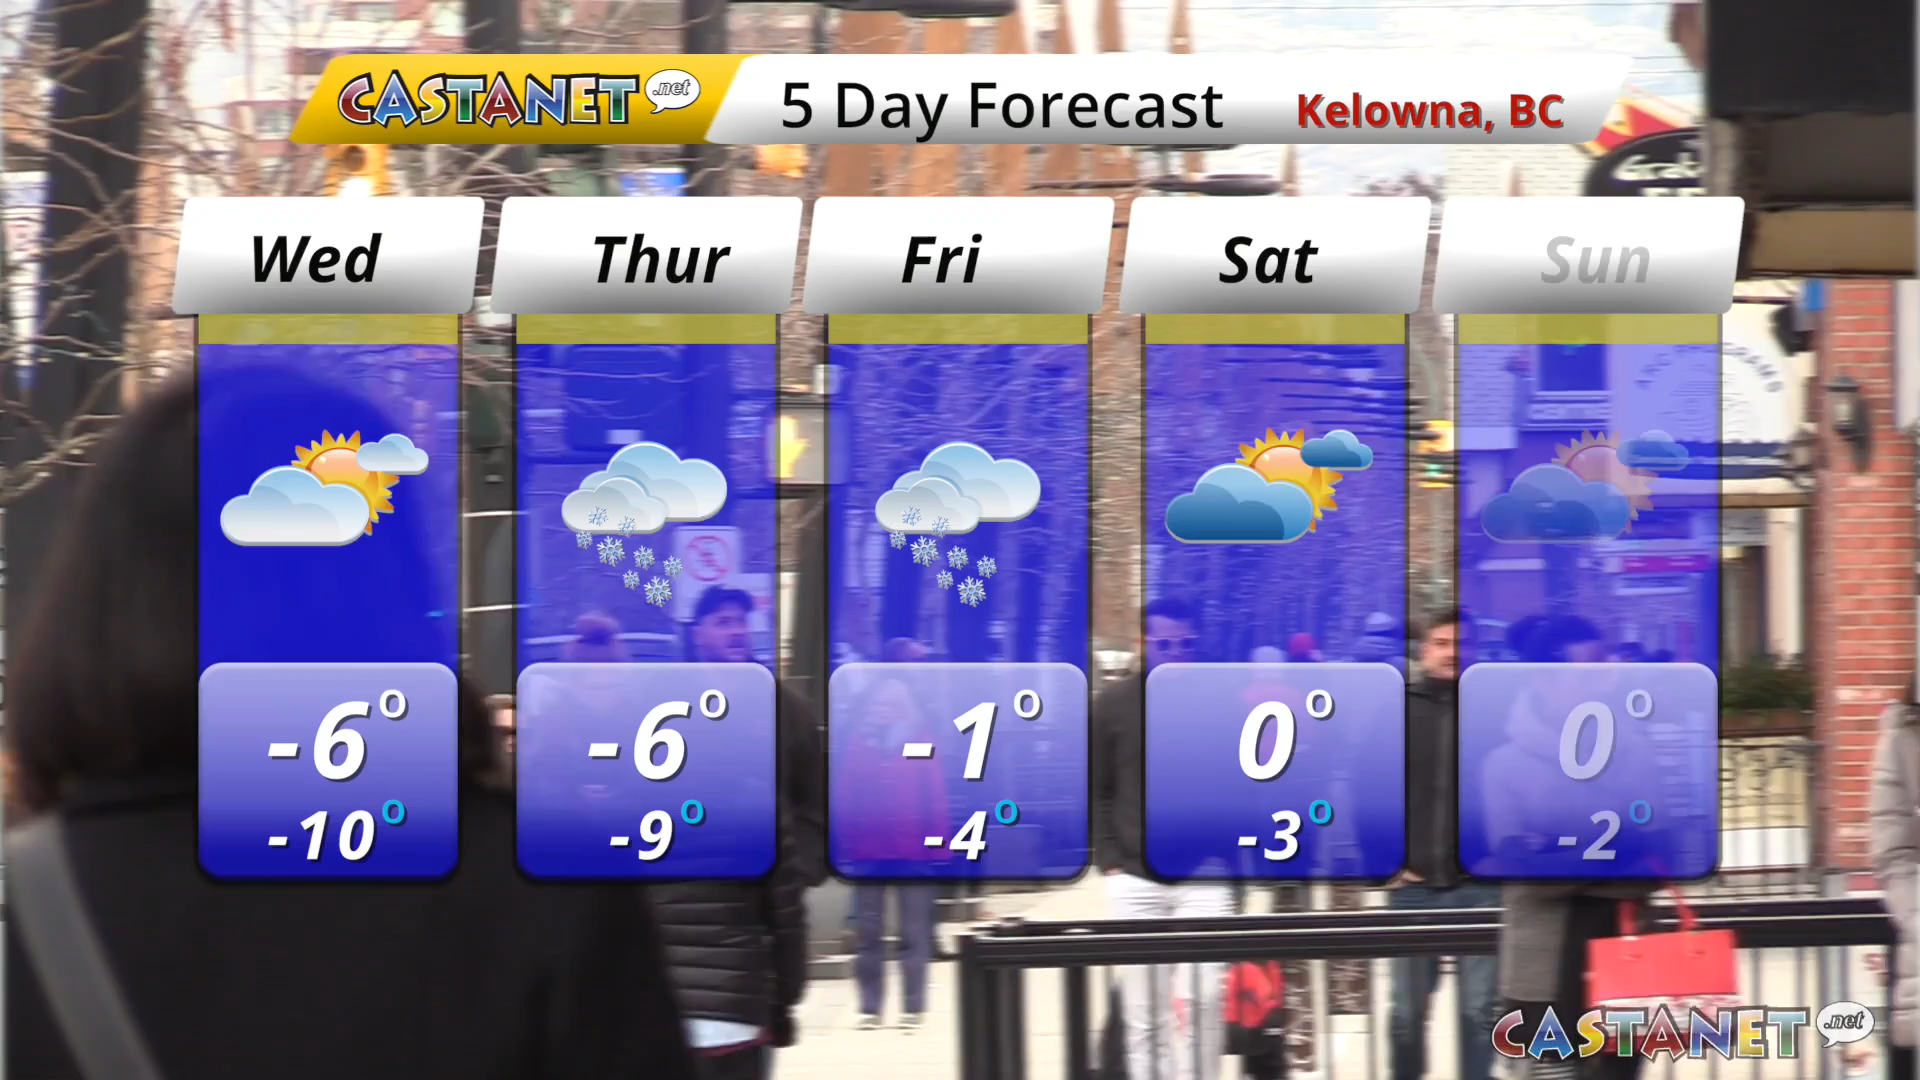 CASTANET .net
5 Day Forecast
Kelowna, BC
Wed
Thur
Fri
Sat
Sun
-6°
-6°
-1°
0°
0°
-10°
-9°
-4°
-3°
-2°
CASTANET .net